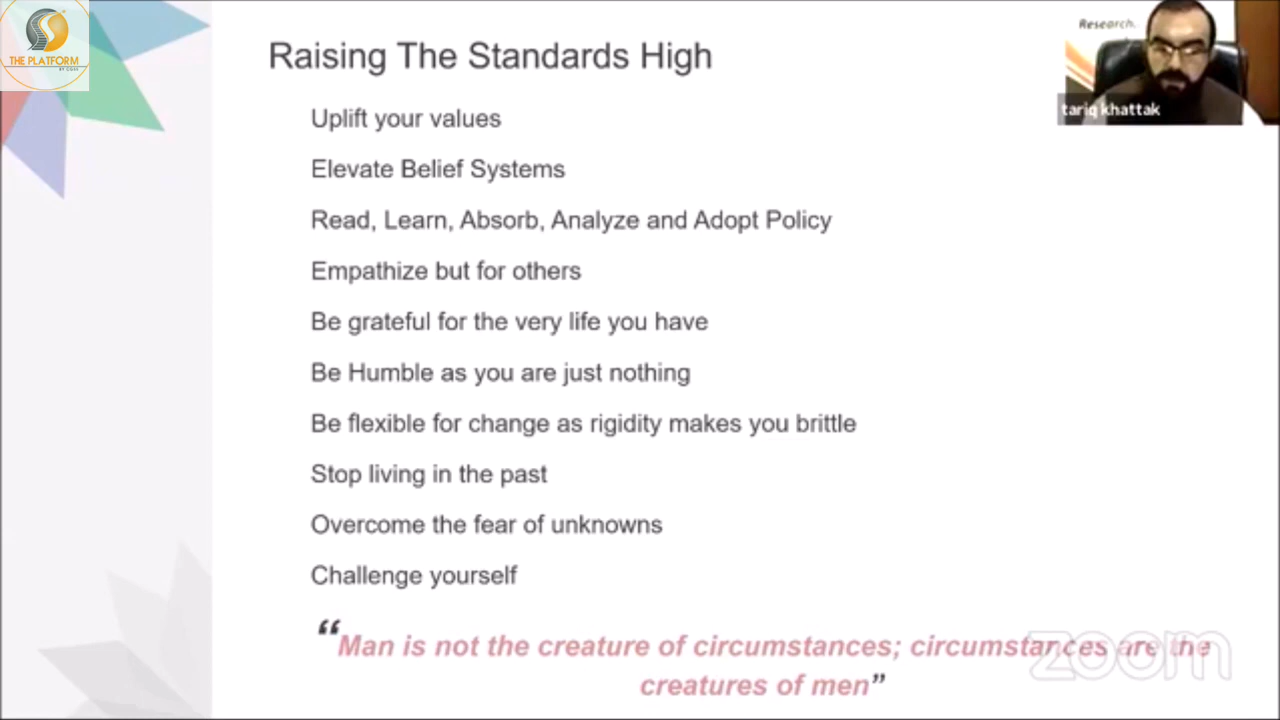 THE PLATFORM
Raising The Standards High
Research.
tariq khattak
Uplift your values
Elevate Belief Systems
Read, Learn, Absorb, Analyze and Adopt Policy
Empathize but for others
Be grateful for the very life you have
Be Humble as you are just nothing
Be flexible for change as rigidity makes you brittle
Stop living in the past
Overcome the fear of unknowns
Challenge yourself
“Man is not the creature of circumstances; circumstances are the
creatures of men”
zoom